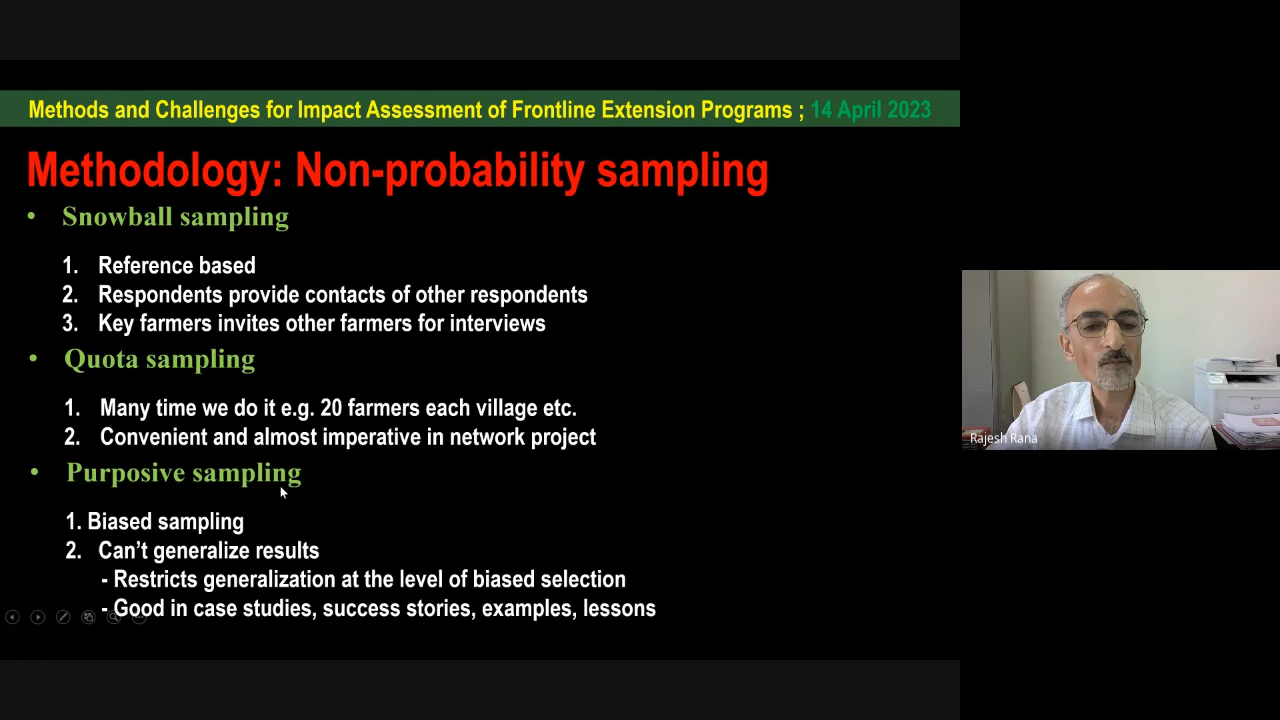 Methods and Challenges for Impact Assessment of Frontline Extension Programs ; 14 April 2023
Methodology: Non-probability sampling
• Snowball sampling
1. Reference based
2. Respondents provide contacts of other respondents
3. Key farmers invites other farmers for interviews
• Quota sampling
1. Many time we do it e.g. 20 farmers each village etc.
2. Convenient and almost imperative in network project
• Purposive sampling
1. Biased sampling
2. Can't generalize results
- Restricts generalization at the level of biased selection
- Good in case studies, success stories, examples, lessons
Rajesh Rana